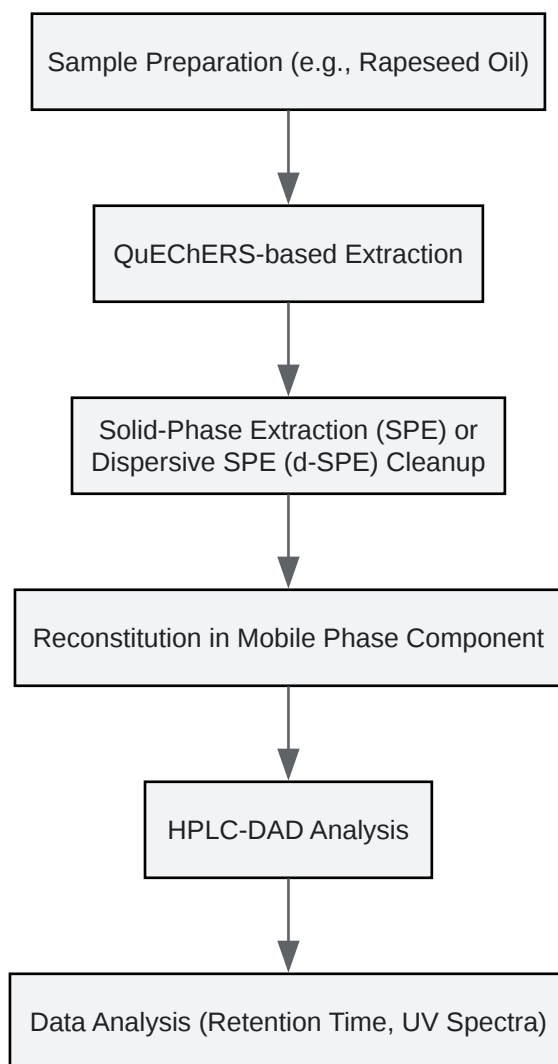 Sample Preparation (e.g., Rapeseed Oil)
QuEChERS-based Extraction
Solid-Phase Extraction (SPE) or
Dispersive SPE (d-SPE) Cleanup
Reconstitution in Mobile Phase Component
HPLC-DAD Analysis
Data Analysis (Retention Time, UV Spectra)